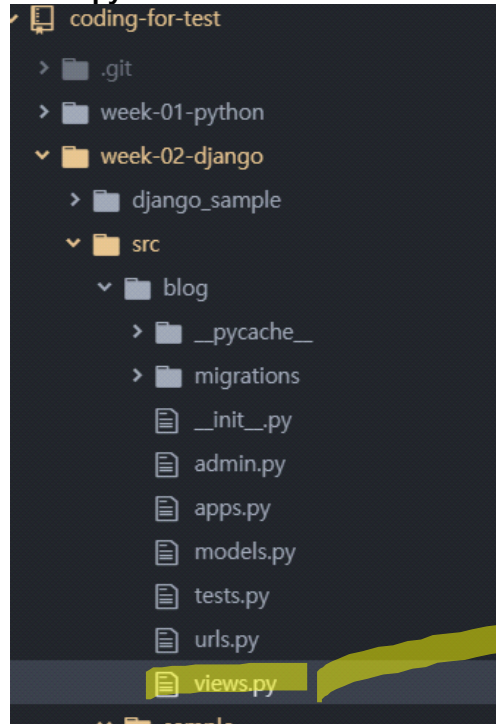 coding-for-test
.git
week-01-python
week-02-django
django_sample
src
blog
__pycache__
migrations
__init__.py
admin.py
apps.py
models.py
tests.py
urls.py
views.py